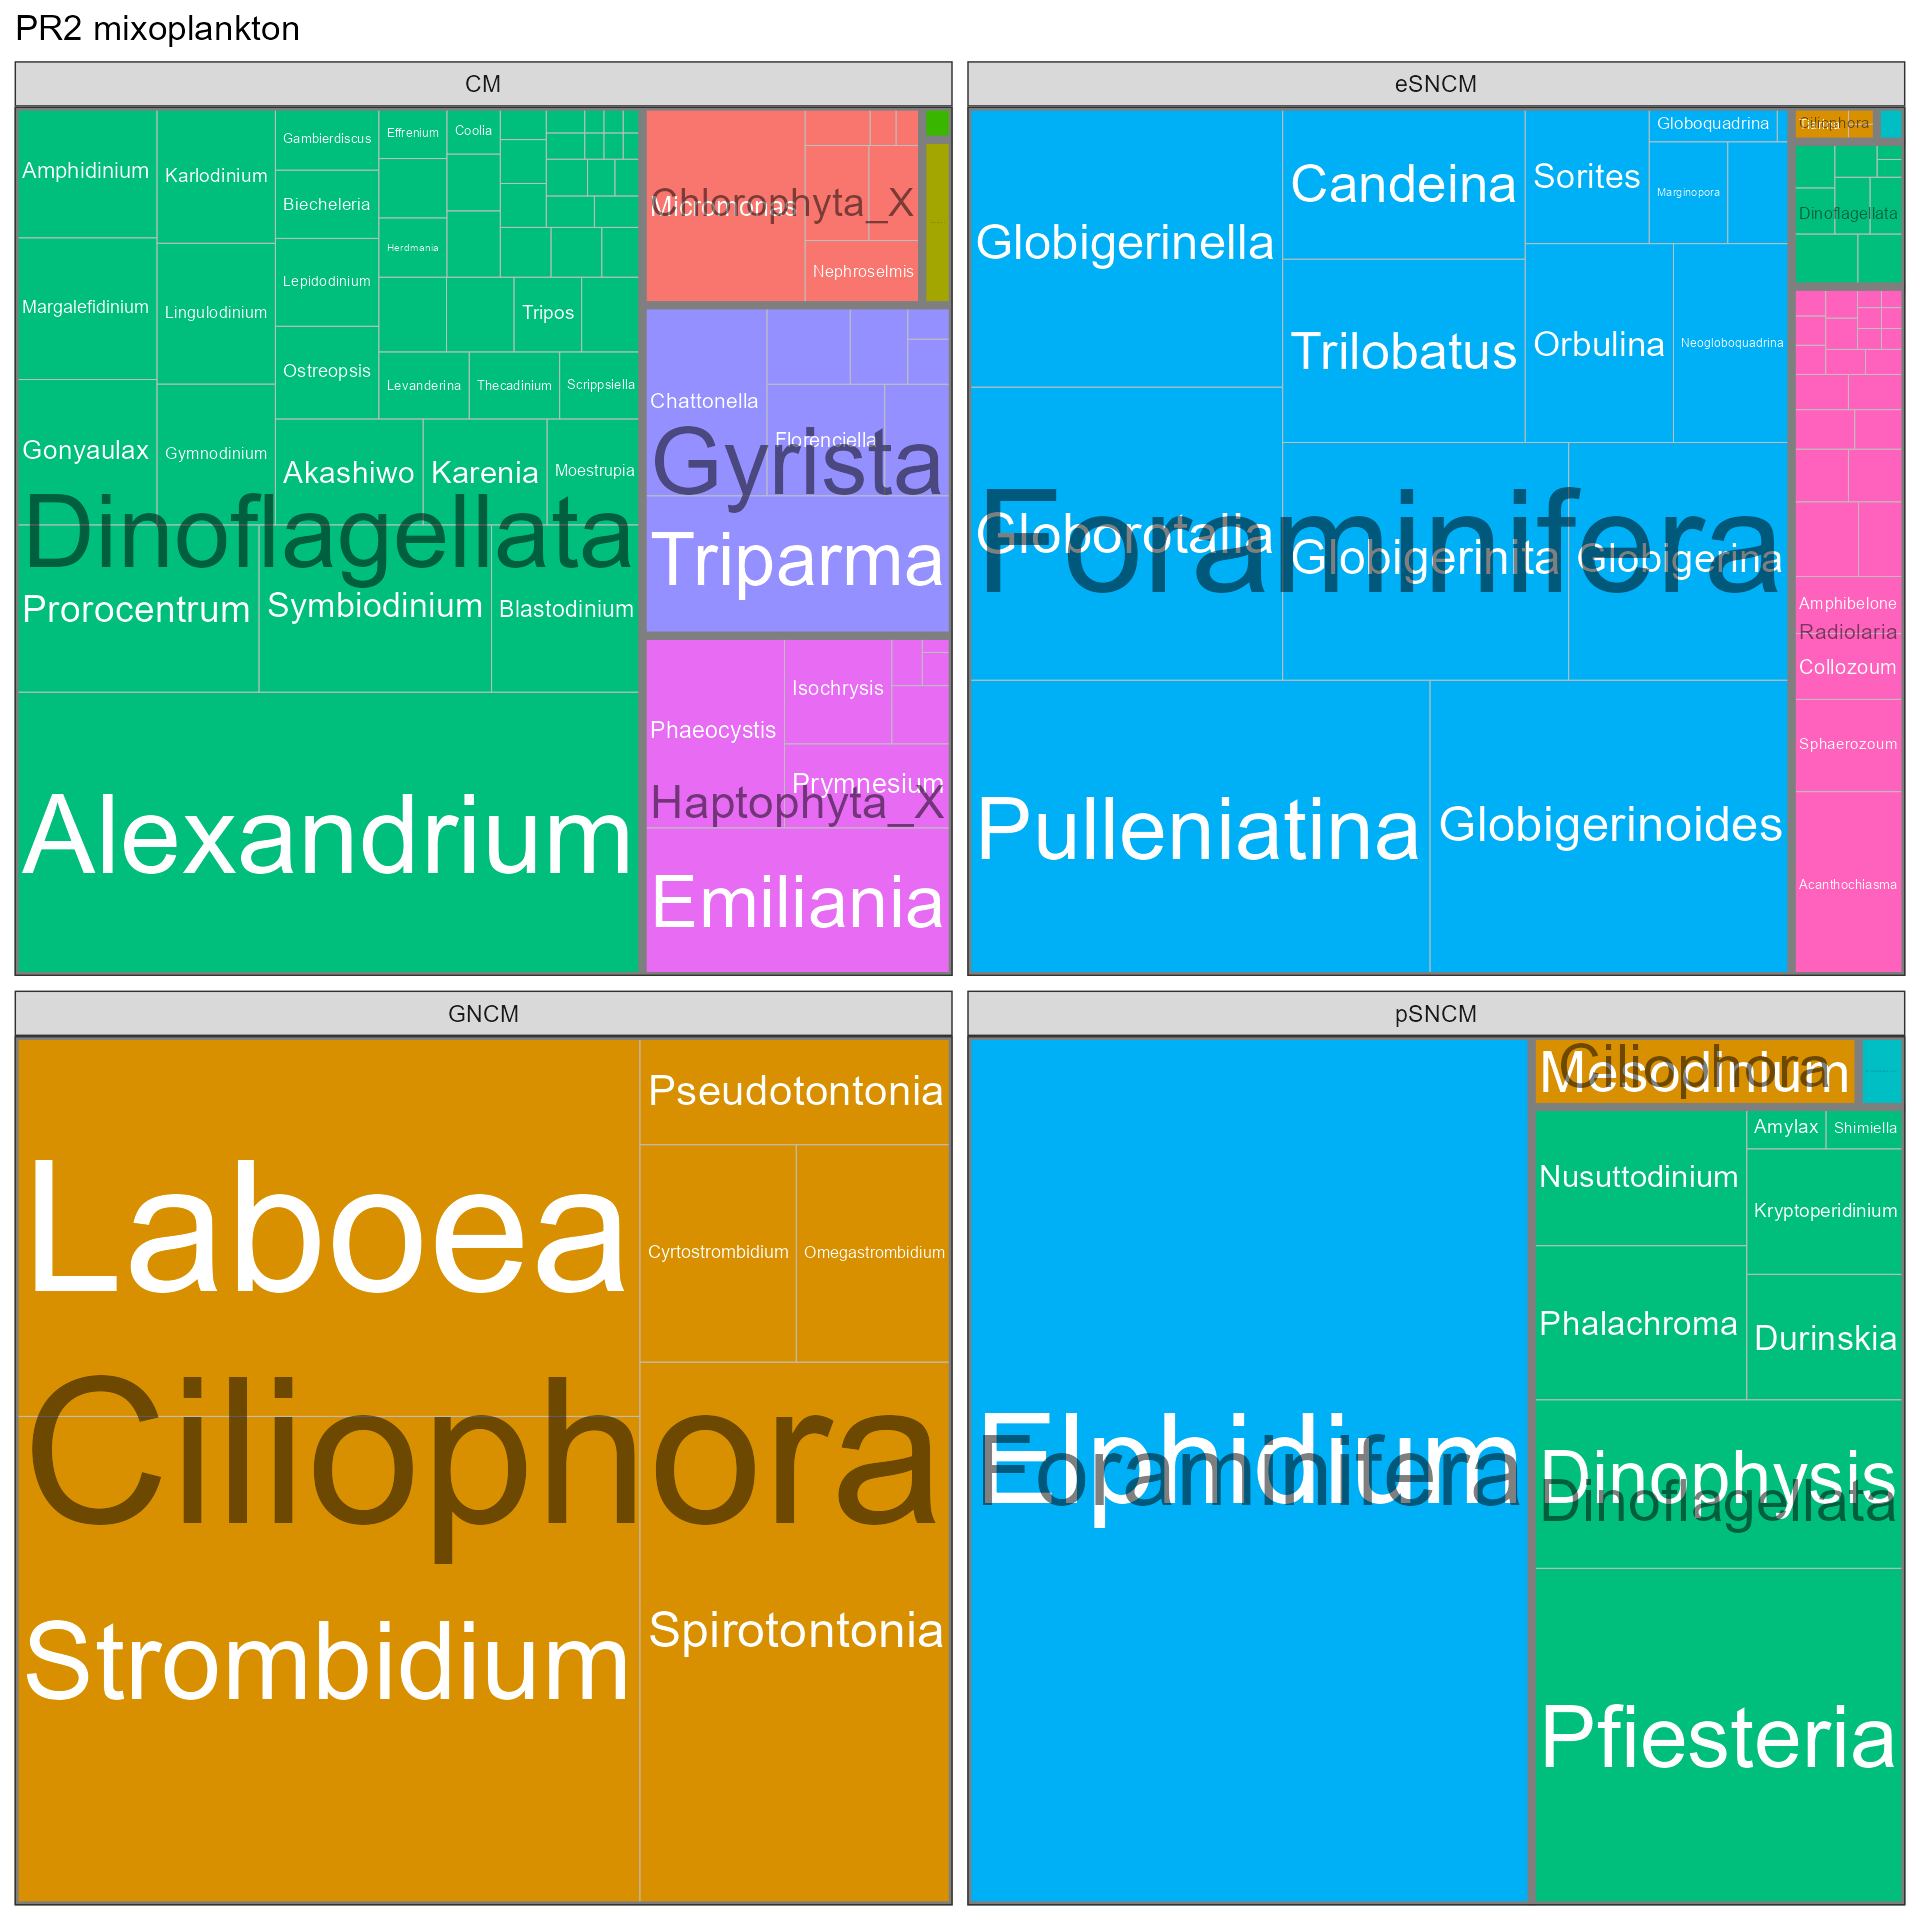 PR2 mixoplankton
CM
Amphidinium
Karlodinium
Gambierdiscus
Effrenium
Coolia
Biecheleria
Margalefidinium
Lingulodinium
Lepidodinium
Herdmania
Tripos
Ostreopsis
Levanderina
Thecadinium
Scrippsiella
Gonyaulax
Gymnodinium
Akashiwo
Karenia
Moestrupia
Dinoflagellata
Prorocentrum
Symbiodinium
Blastodinium
Alexandrium
Chlorophyta_X
Micromonas
Nephroselmis
Chattonella
Florenciella
Gyrista
Triparma
Isochrysis
Phaeocystis
Prymnesium
Haptophyta_X
Emiliania
eSNCM
Globigerinella
Candeina
Sorites
Globoquadrina
Marginopora
Trilobatus
Orbulina
Neogloboquadrina
Globorotalia
Globigerinita
Globigerina
Foraminifera
Pulleniatina
Globigerinoides
Ciliophora
Dinoflagellata
Amphibelone
Radiolaria
Collozoum
Sphaerozoum
Acanthochiasma
GNCM
Laboea
Pseudotontonia
Cyrtostrombidium
Omegastrombidium
Ciliophora
Strombidium
Spirotontonia
pSNCM
Elphidium
Foraminifera
Ciliophora
Mesodinium
Nusuttodinium
Amylax
Shimiella
Kryptoperidinium
Phalachroma
Durinskia
Dinophysis
Dinoflagellata
Pfiesteria